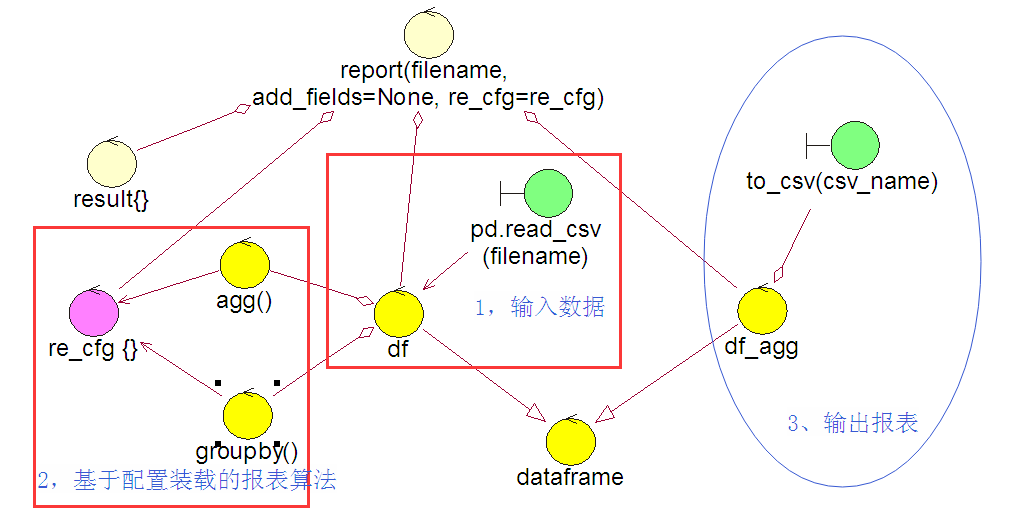 report(filename,
add_fields=None, re_cfg=re_cfg)
result{}
to_csv(csv_name)
pd.read_csv
(filename)
agg()
1，输入数据
re_cfg {}
df
df_agg
3、输出报表
groupby()
2，基于配置装载的报表算法
dataframe